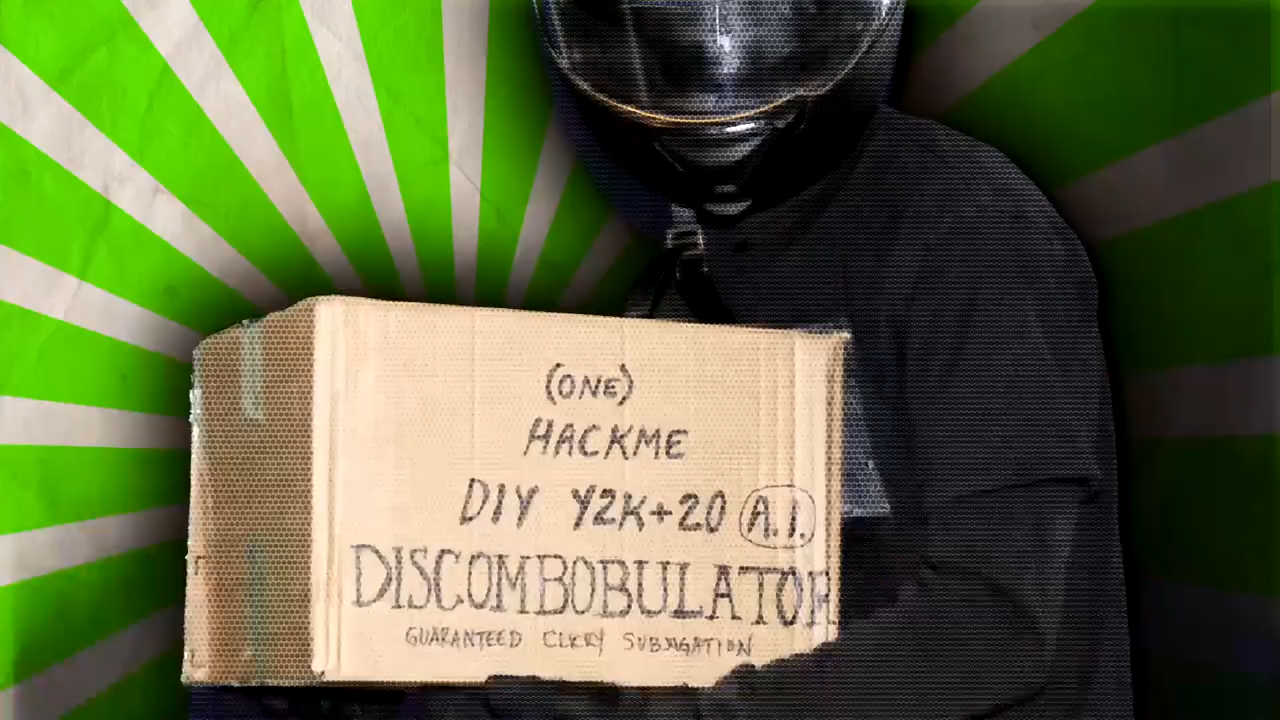 (ONE)
HACKME
DIY Y2K+20 A.I.
DISCOMBOBULATOR
GUARANTEED SUBJUGATION